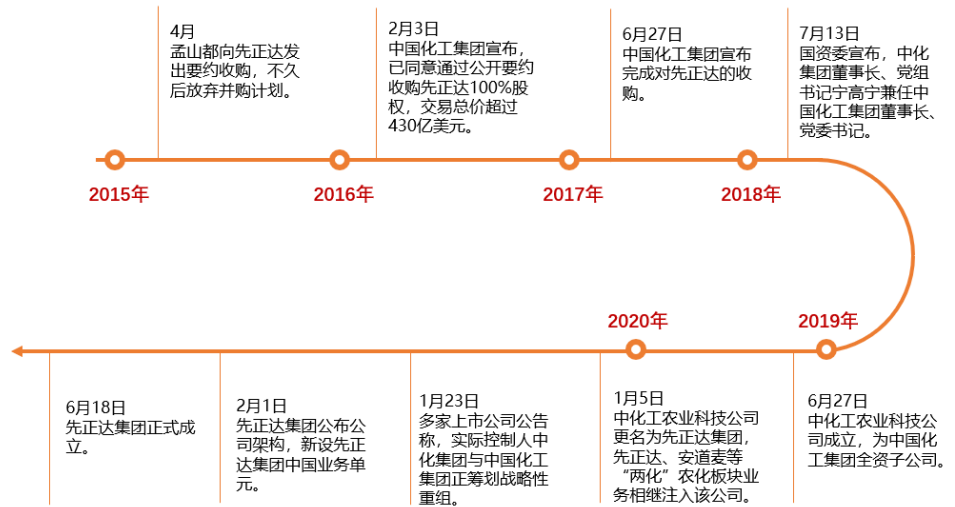 4月
孟山都向先正达发
出要约收购，不久
后放弃并购计划。
2月3日
中国化工集团宣布，
已同意通过公开要约
收购先正达100%股
权，交易总价超过
430亿美元。
6月27日
中国化工集团宣布
完成对先正达的收
购。
7月13日
国资委宣布，中化
集团董事长、党组
书记宁高宁兼任中
国化工集团董事长、
党委书记。
2015年
2016年
2017年
2018年
2020年
2019年
6月18日
先正达集团正式成
立。
2月1日
先正达集团公布公
司架构，新设先正
达集团中国业务单
元。
1月23日
多家上市公司公告
称，实际控制人中
化集团与中国化工
集团正筹划战略性
重组。
1月5日
中化工农业科技公司
更名为先正达集团，
先正达、安道麦等
“两化”农化板块业
务相继注入该公司。
6月27日
中化工农业科技公
司成立，为中国化
工集团全资子公司。